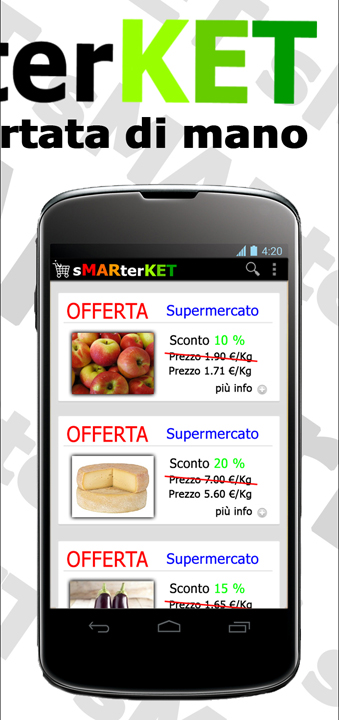 terKET
rtata di mano
4:20
sMARterKET
OFFERTA Supermercato
Sconto 10 %
Prezzo 1.90 €/Kg
Prezzo 1.71 €/Kg
più info
OFFERTA Supermercato
Sconto 20 %
Prezzo 7.00 €/Kg
Prezzo 5.60 €/Kg
più info
OFFERTA Supermercato
Sconto 15 %
Prezzo 1.65 €/Kg